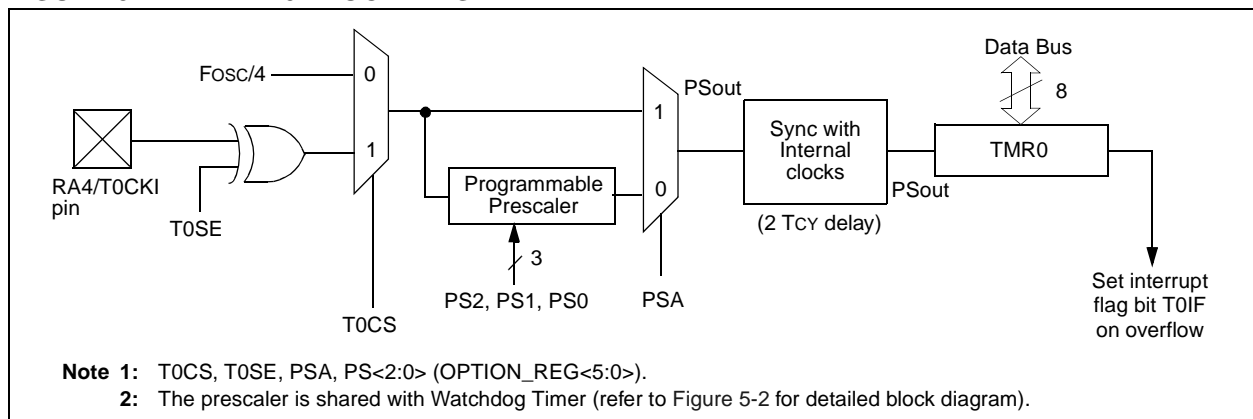 Data Bus
8
FOSC/4
0
1
RA4/T0CKI
pin
T0SE
T0CS
Programmable
Prescaler
3
PS2, PS1, PS0
1
0
PSA
PSout
Sync with
Internal
clocks
(2 TCY delay)
PSout
TMR0
Set interrupt
flag bit T0IF
on overflow
Note 1: T0CS, T0SE, PSA, PS<2:0> (OPTION_REG<5:0>).
2: The prescaler is shared with Watchdog Timer (refer to Figure 5-2 for detailed block diagram).